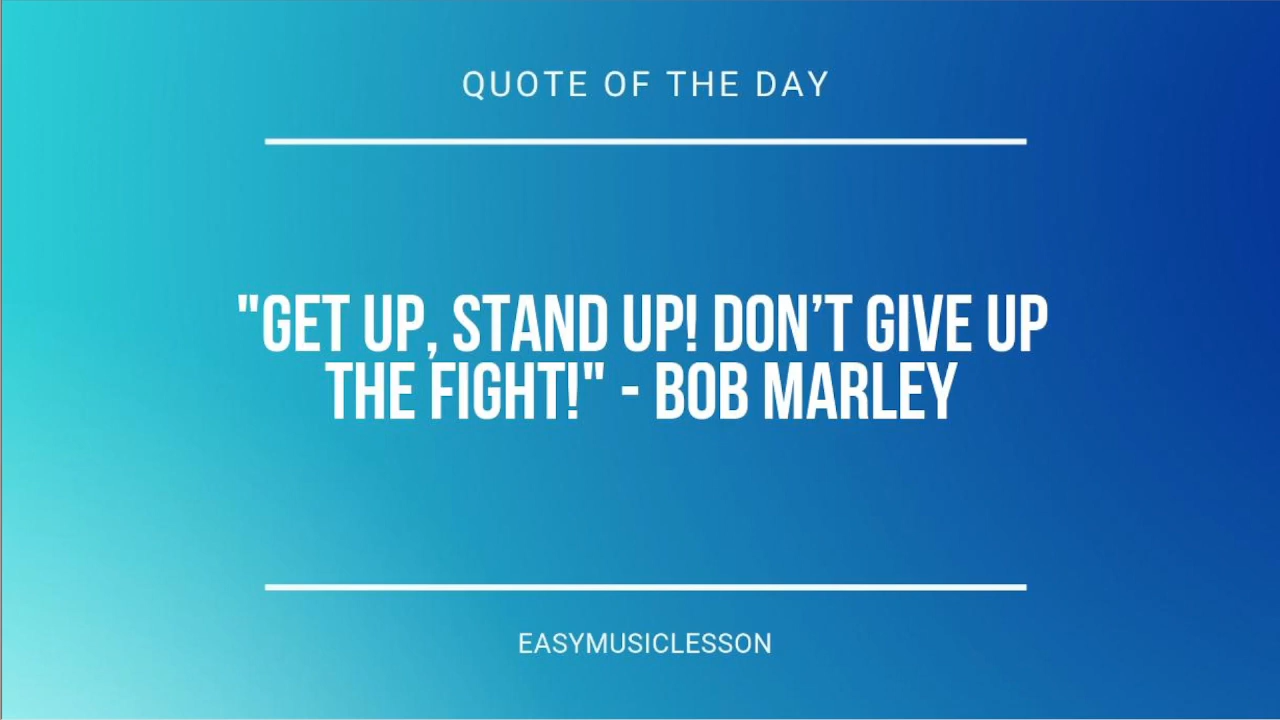 QUOTE OF THE DAY
"GET UP, STAND UP! DON’T GIVE UP
THE FIGHT!" - BOB MARLEY
EASYMUSICLESSON